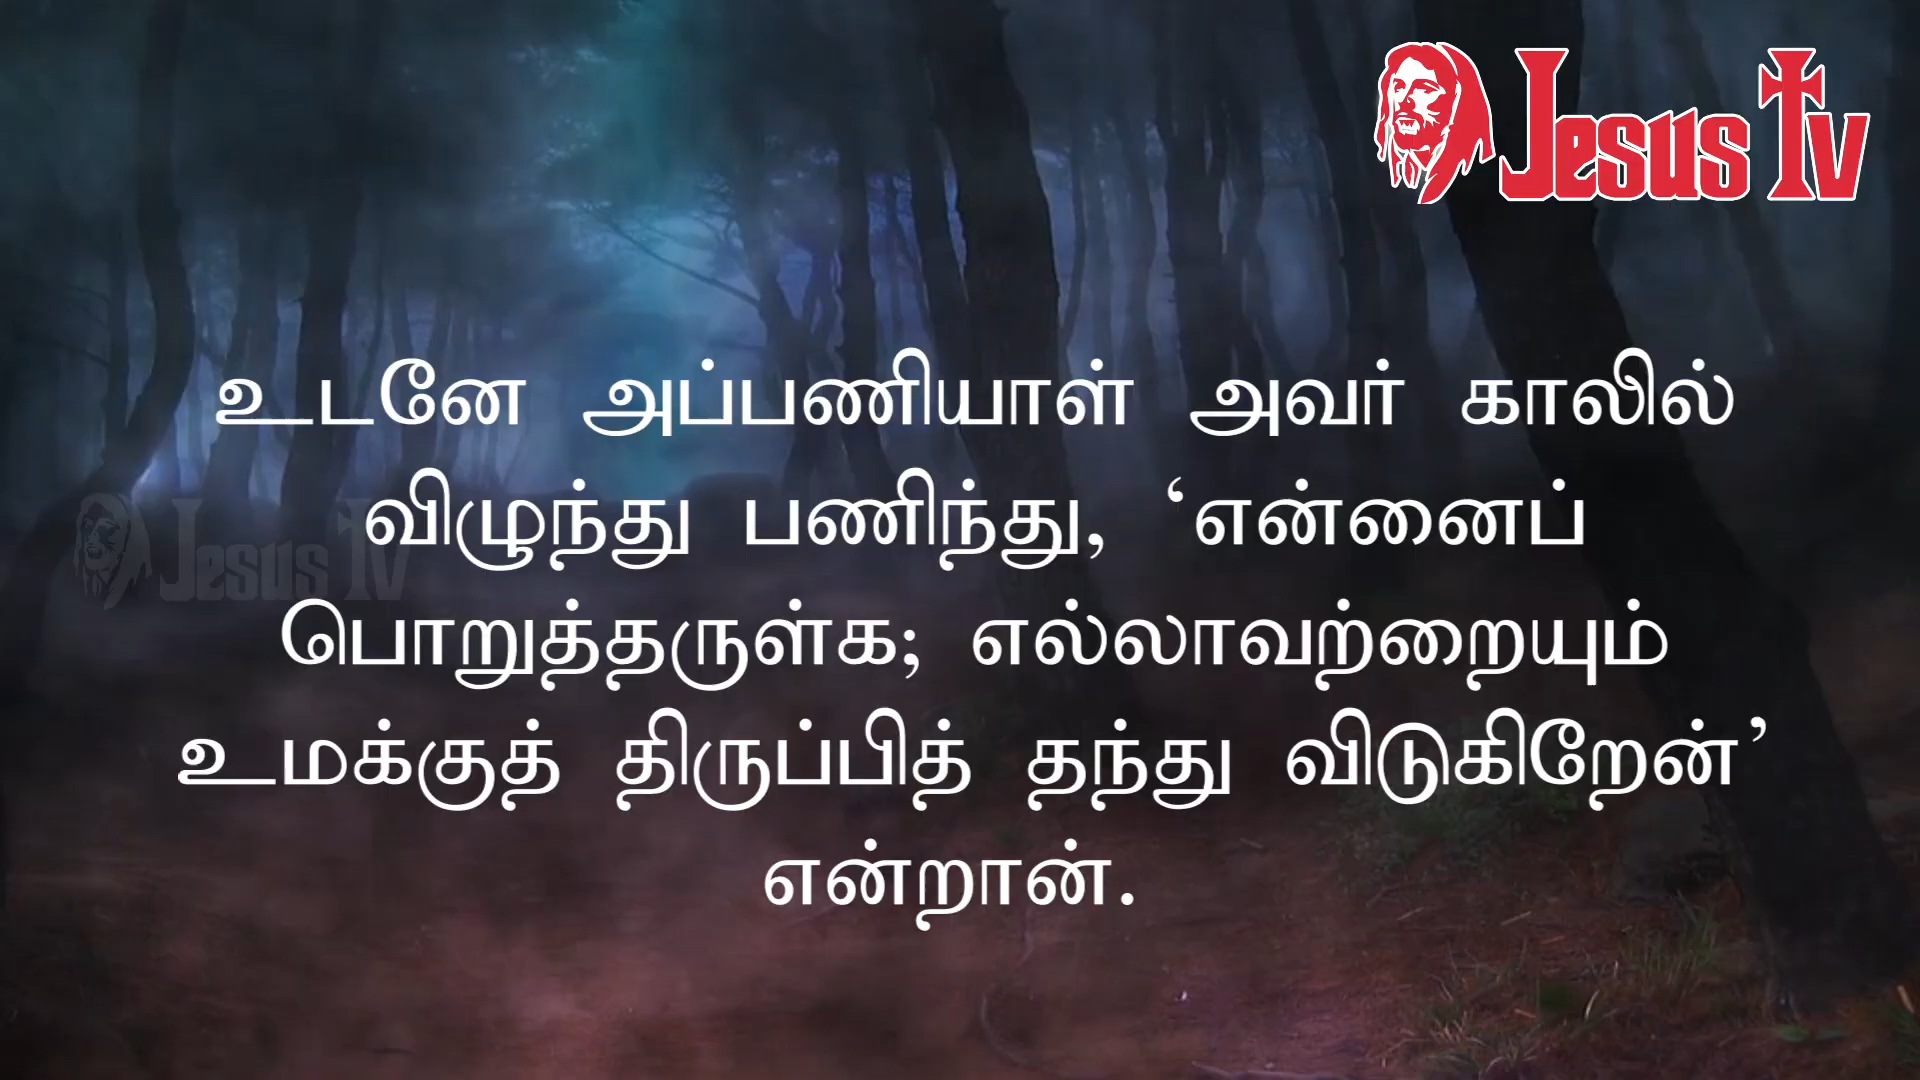 Jesus Tv
உடனே அப்பணியாள் அவர் காலில்
விழுந்து பணிந்து, ‘என்னைப்
பொறுத்தருள்க; எல்லாவற்றையும்
உமக்குத் திருப்பித் தந்து விடுகிறேன்’
என்றான்.
Jesus Tv